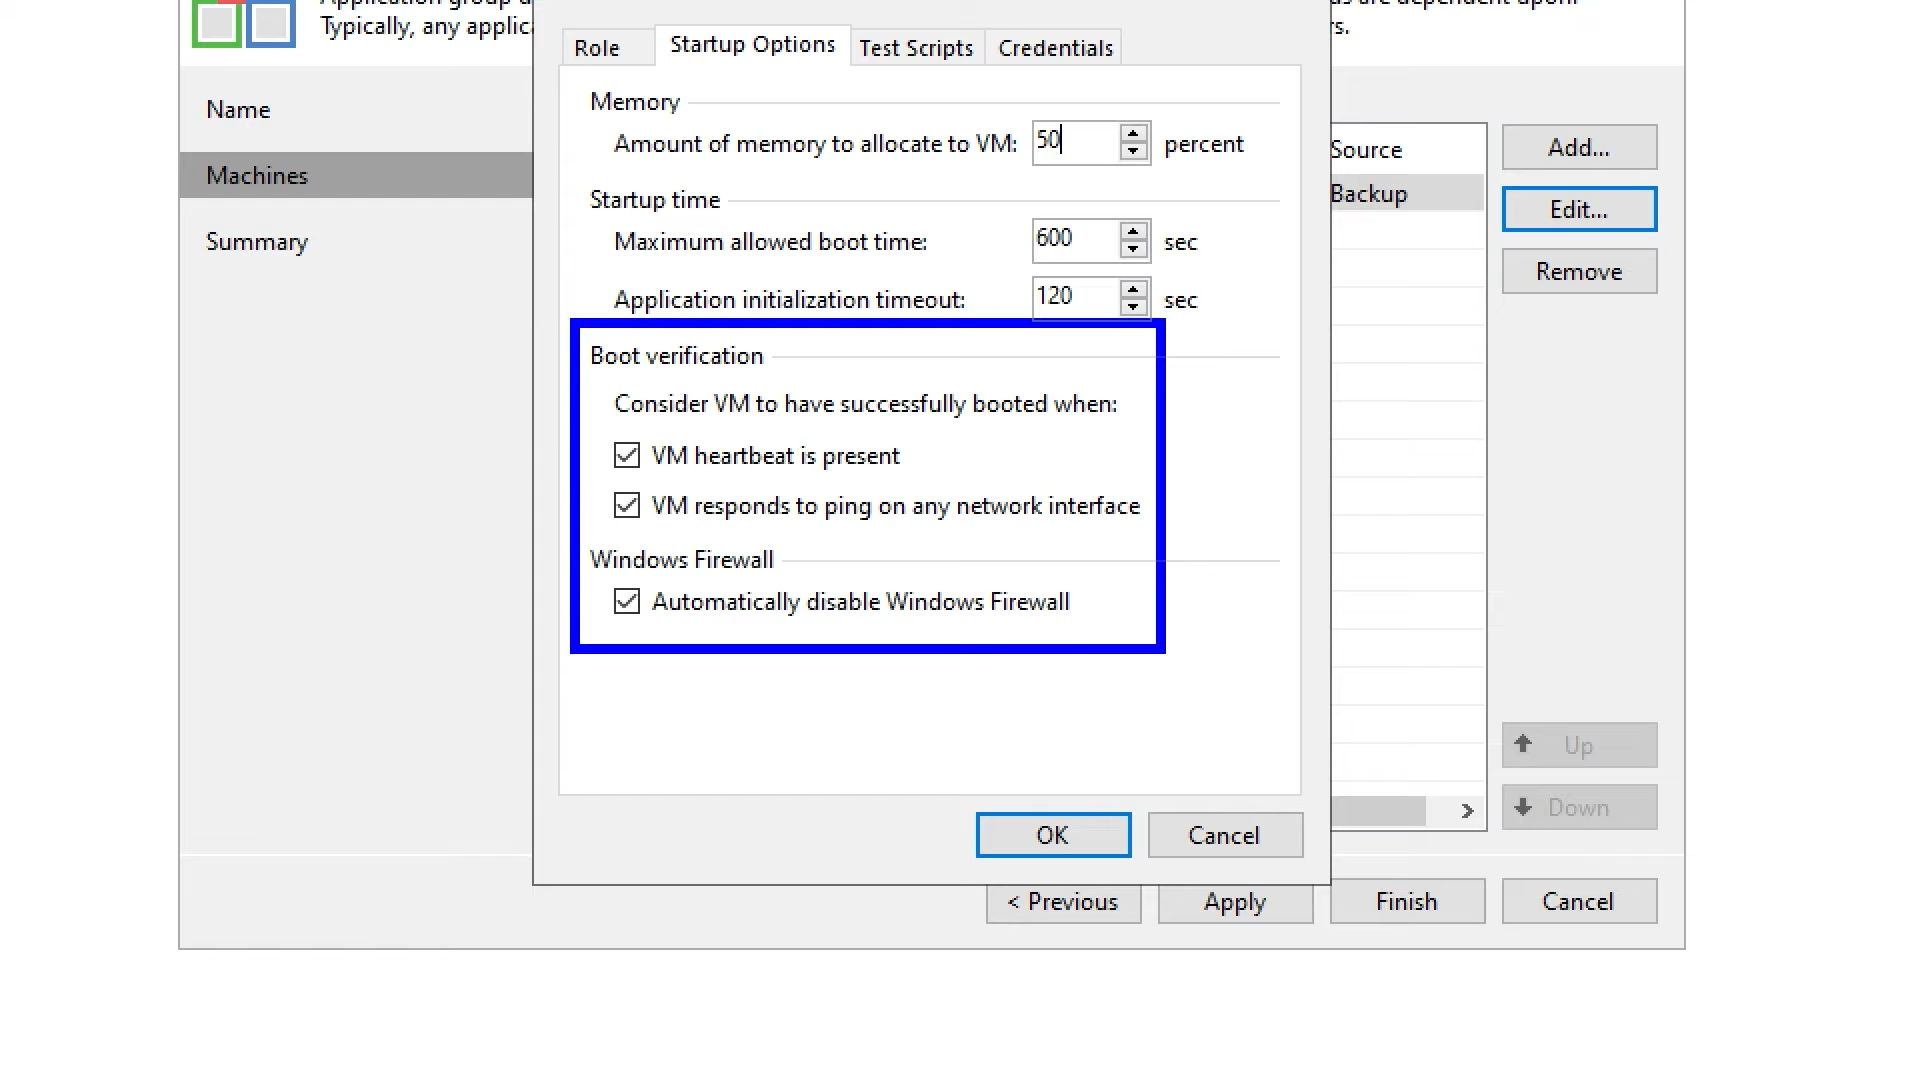 Typically, any applic
rs.
Role
Startup Options
Test Scripts
Credentials
Name
Machines
Summary
Memory
Amount of memory to allocate to VM: 50 percent
Startup time
Maximum allowed boot time: 600 sec
Application initialization timeout: 120 sec
Boot verification
Consider VM to have successfully booted when:
VM heartbeat is present
VM responds to ping on any network interface
Windows Firewall
Automatically disable Windows Firewall
OK
Cancel
Source
Backup
Add...
Edit...
Remove
Up
Down
< Previous
Apply
Finish
Cancel